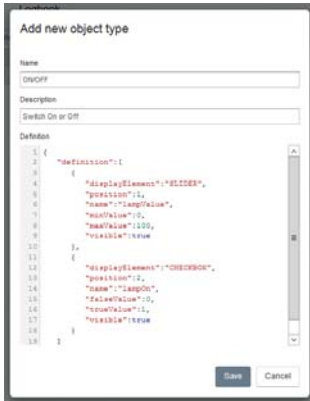 Logbook
Add new object type
Name
ON/OFF
Description
Switch On or Off
Definition
1 {
2 "definition":[
3 {
4 "displayElement":"SLIDER",
5 "position":1,
6 "name":"lampValue",
7 "minValue":0,
8 "maxValue":100,
9 "visible":true
10 },
11 {
12 "displayElement":"CHECKBOX",
13 "position":2,
14 "name":"lampOn",
15 "falseValue":0,
16 "trueValue":1,
17 "visible":true
18 }
19 ]
Save Cancel